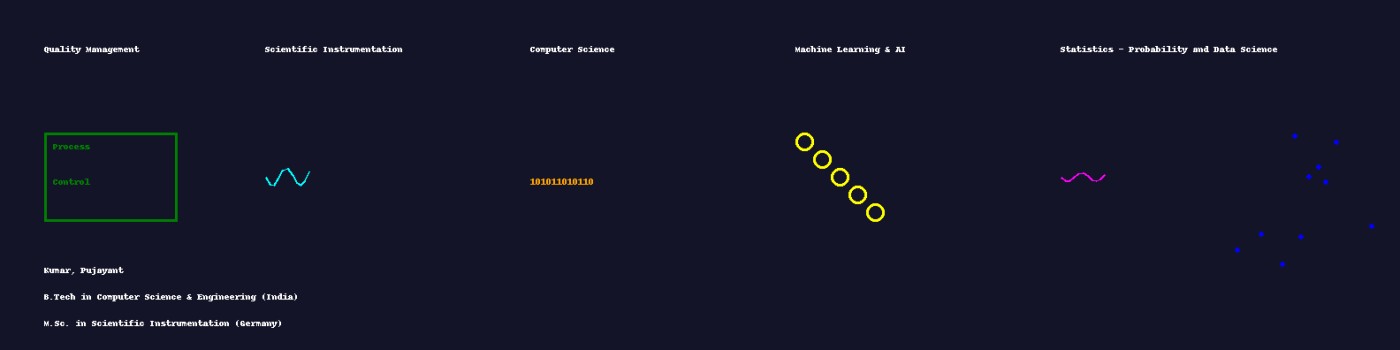 Quality Management
Scientific Instrumentation
Computer Science
Machine Learning & AI
Statistics - Probability and Data Science
Process
Control
101011010110
Kumar, Pujayant
B.Tech in Computer Science & Engineering (India)
M.Sc. in Scientific Instrumentation (Germany)